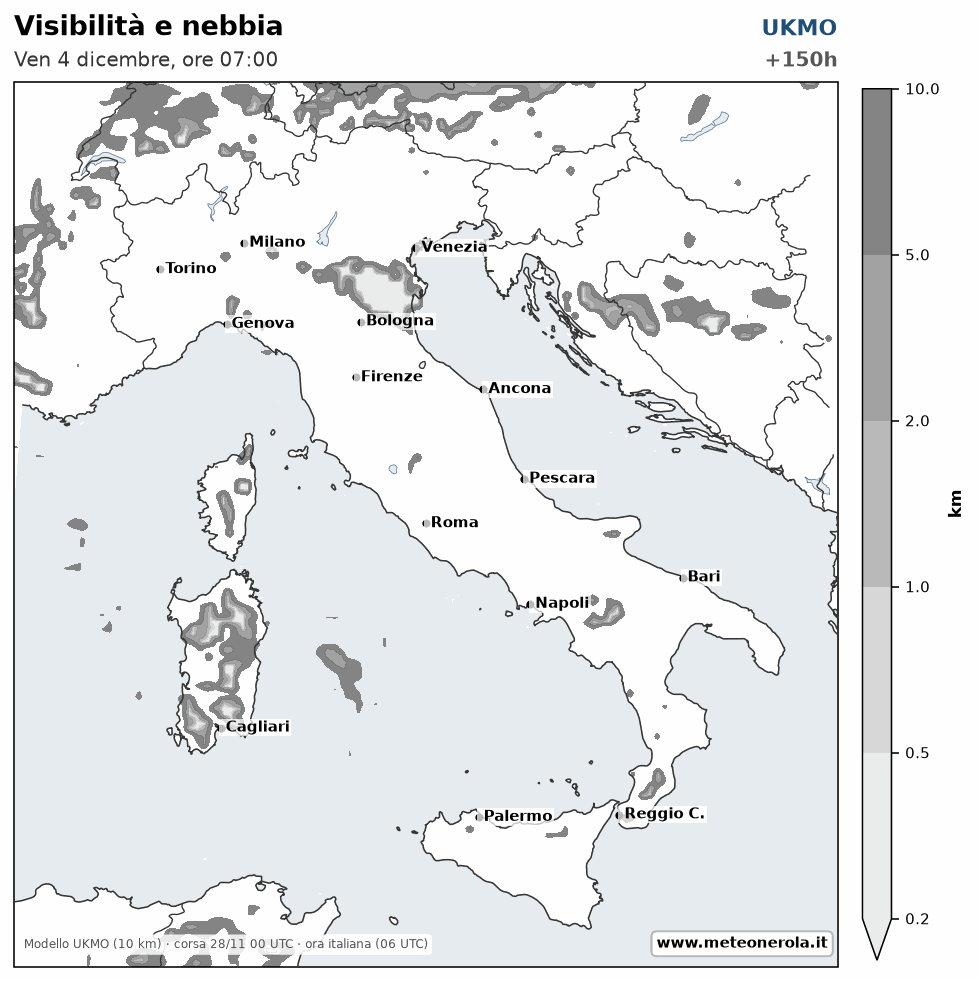 Visibilità e nebbia
UKMO
Ven 4 dicembre, ore 07:00
+150h
10.0
5.0
2.0
1.0
0.5
0.2
km
Milano
Venezia
Torino
Genova
Bologna
Firenze
Ancona
Pescara
Roma
Bari
Napoli
Cagliari
Palermo
Reggio C.
Modello UKMO (10 km) · corsa 28/11 00 UTC · ora italiana (06 UTC)
www.meteonerola.it